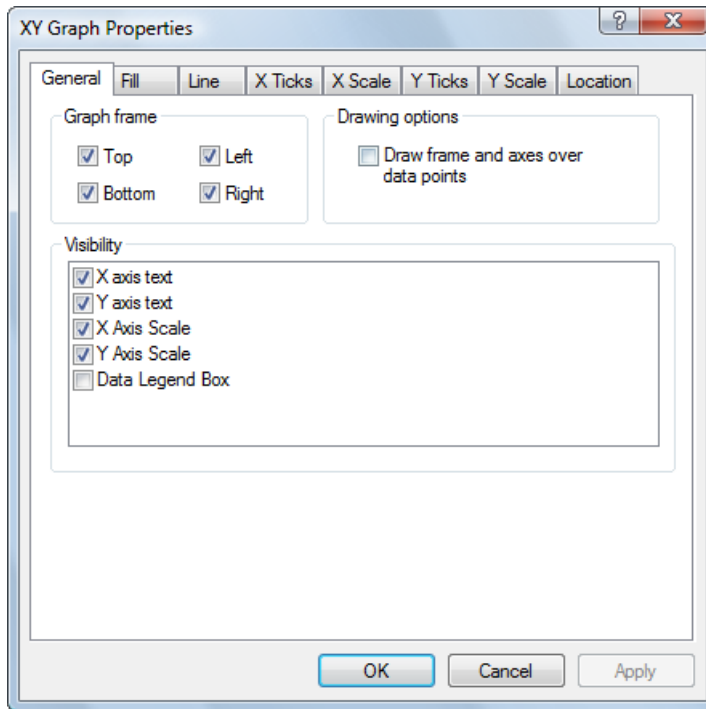 XY Graph Properties
?
General Fill Line X Ticks X Scale Y Ticks Y Scale Location
Graph frame
Top Left
Bottom Right
Drawing options
Draw frame and axes over
data points
Visibility
X axis text
Y axis text
X Axis Scale
Y Axis Scale
Data Legend Box
OK Cancel Apply